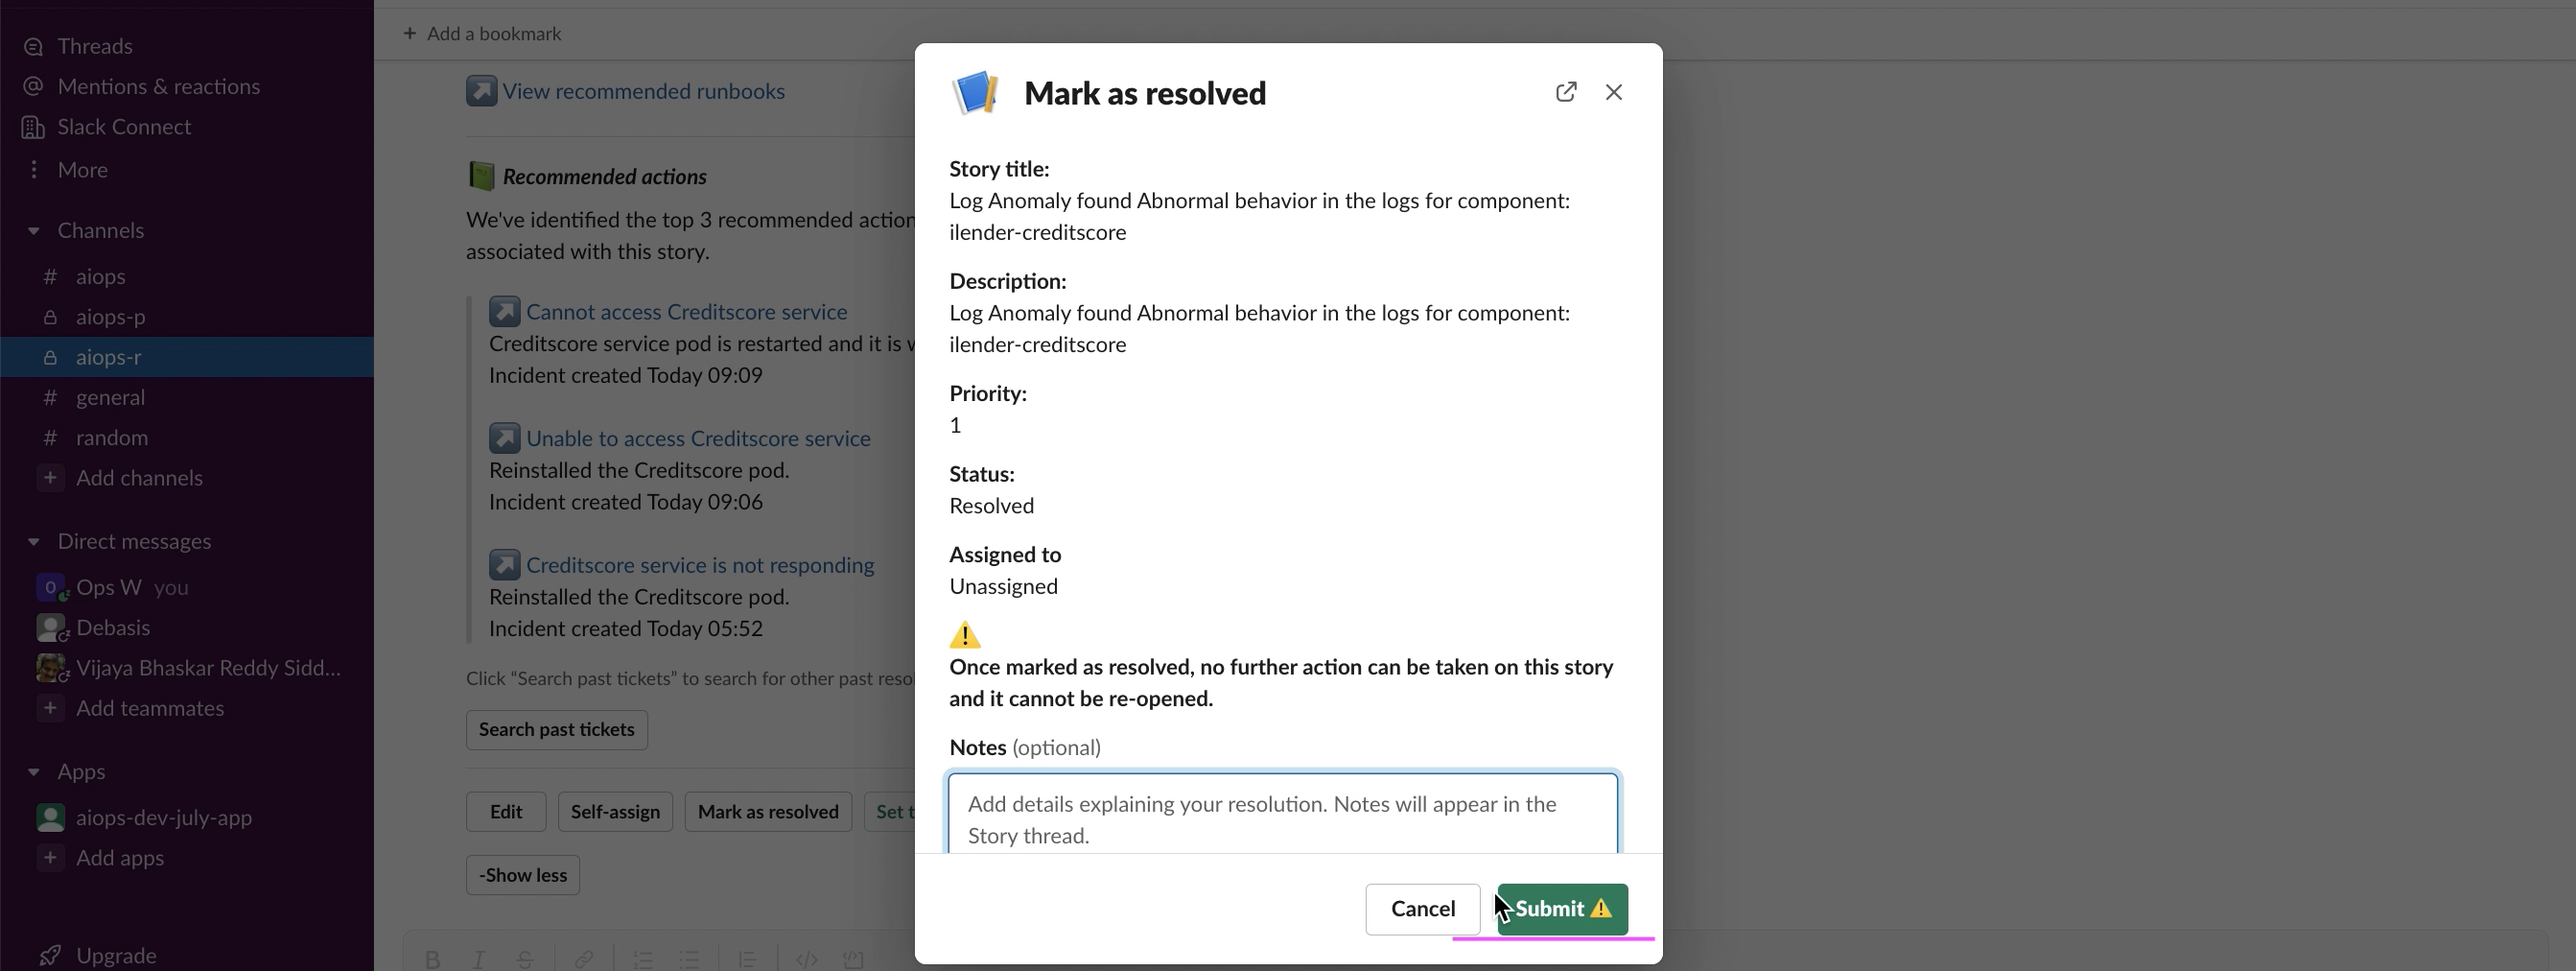 Threads
Mentions & reactions
Slack Connect
More
Channels
# aiops
aiops-p
aiops-r
# general
# random
+ Add channels
Direct messages
O Ops W you
Debasis
Vijaya Bhaskar Reddy Sidd...
+ Add teammates
Apps
aiops-dev-july-app
+ Add apps
Upgrade
+ Add a bookmark
View recommended runbooks
Recommended actions
We've identified the top 3 recommended action
associated with this story.
Cannot access Creditscore service
Creditscore service pod is restarted and it is
Incident created Today 09:09
Unable to access Creditscore service
Reinstalled the Creditscore pod.
Incident created Today 09:06
Creditscore service is not responding
Reinstalled the Creditscore pod.
Incident created Today 05:52
Click “Search past tickets” to search for other past reso
Search past tickets
Edit Self-assign Mark as resolved Set t
-Show less
B I S
Mark as resolved
Story title:
Log Anomaly found Abnormal behavior in the logs for component:
ilender-creditscore
Description:
Log Anomaly found Abnormal behavior in the logs for component:
ilender-creditscore
Priority:
1
Status:
Resolved
Assigned to
Unassigned
Once marked as resolved, no further action can be taken on this story
and it cannot be re-opened.
Notes (optional)
Add details explaining your resolution. Notes will appear in the
Story thread.
Cancel Submit